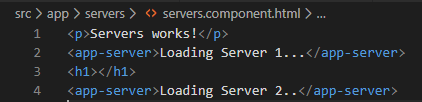 src > app > servers > <> servers.component.html > ...
1 <p>Servers works!</p>
2 <app-server>Loading Server 1...</app-server>
3 <h1></h1>
4 <app-server>Loading Server 2..</app-server>